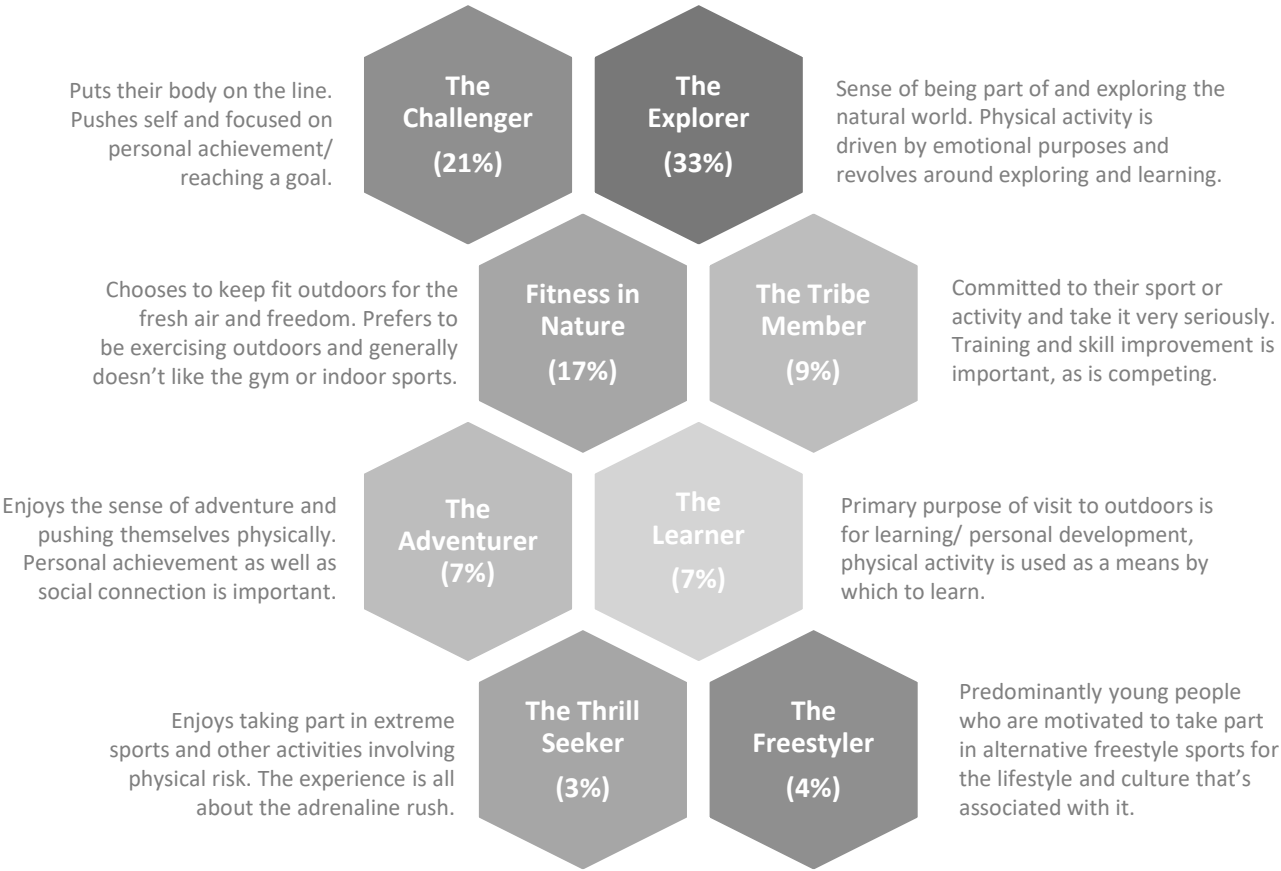 The
Challenger
(21%)
Puts their body on the line.
Pushes self and focused on
personal achievement/
reaching a goal.
The
Explorer
(33%)
Sense of being part of and exploring the
natural world. Physical activity is
driven by emotional purposes and
revolves around exploring and learning.
Chooses to keep fit outdoors for the
fresh air and freedom. Prefers to
be exercising outdoors and generally
doesn’t like the gym or indoor sports.
Fitness in
Nature
(17%)
The Tribe
Member
(9%)
Committed to their sport or
activity and take it very seriously.
Training and skill improvement is
important, as is competing.
Enjoys the sense of adventure and
pushing themselves physically.
Personal achievement as well as
social connection is important.
The
Adventurer
(7%)
The
Learner
(7%)
Primary purpose of visit to outdoors is
for learning/ personal development,
physical activity is used as a means by
which to learn.
Enjoys taking part in extreme
sports and other activities involving
physical risk. The experience is all
about the adrenaline rush.
The Thrill
Seeker
(3%)
The
Freestyler
(4%)
Predominantly young people
who are motivated to take part
in alternative freestyle sports for
the lifestyle and culture that’s
associated with it.